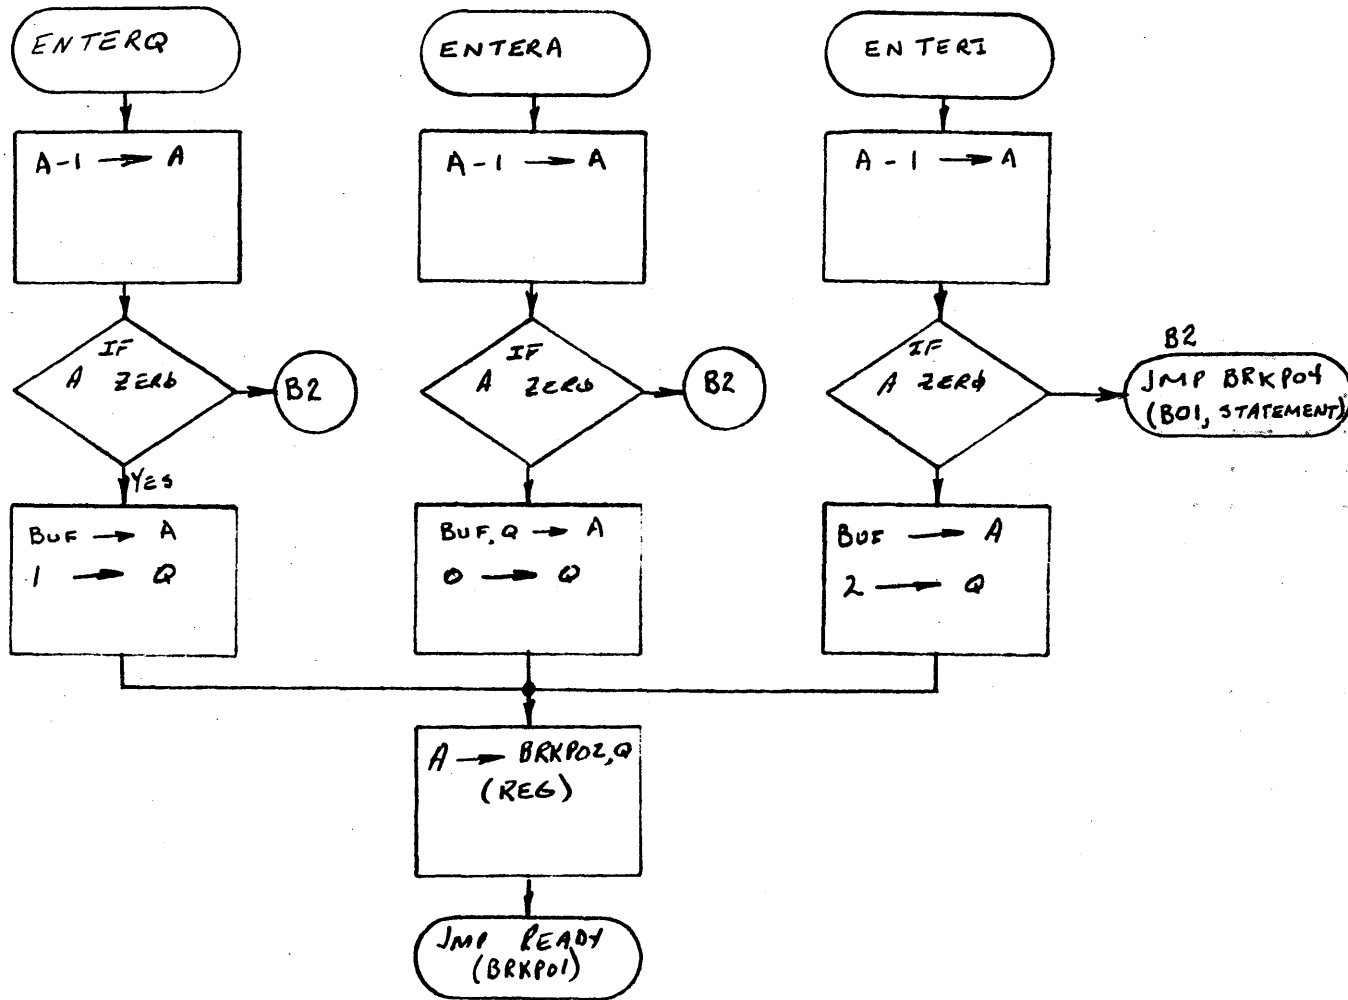 ENTERQ
A-1 → A
IF
A ZERO
B2
YES
BUF → A
1 → Q
ENTERA
A-1 → A
IF
A ZERO
B2
BUF,Q → A
0 → Q
ENTERI
A-1 → A
IF
A ZERO
B2
JMP BRKP04
(B01, STATEMENT)
BUF → A
2 → Q
A → BRKP02,Q
(REG)
JMP READY
(BRKP01)